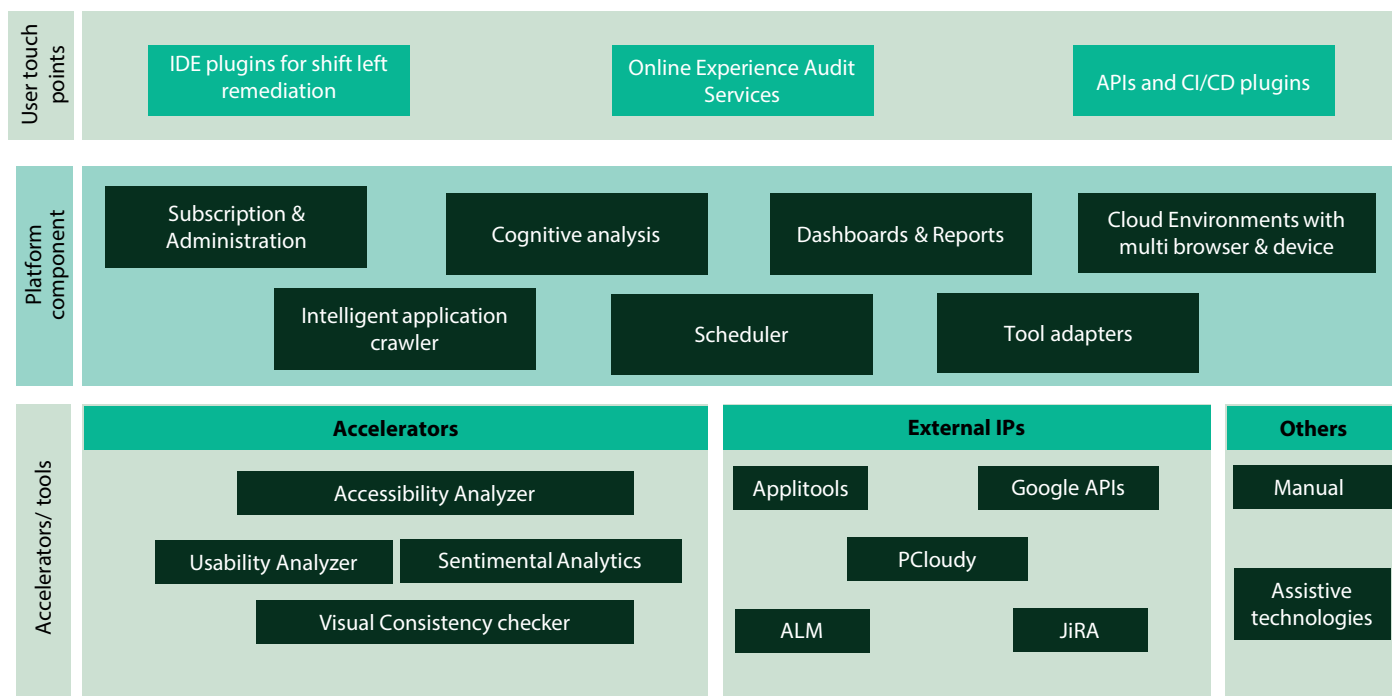 User touch
points
IDE plugins for shift left
remediation
Online Experience Audit
Services
APIs and CI/CD plugins
Platform
component
Subscription &
Administration
Cognitive analysis
Dashboards & Reports
Cloud Environments with
multi browser & device
Intelligent application
crawler
Scheduler
Tool adapters
Accelerators/ tools
Accelerators
Accessibility Analyzer
Usability Analyzer
Sentimental Analytics
Visual Consistency checker
External IPs
Applitools
Google APIs
PCloudy
ALM
JiRA
Others
Manual
Assistive
technologies